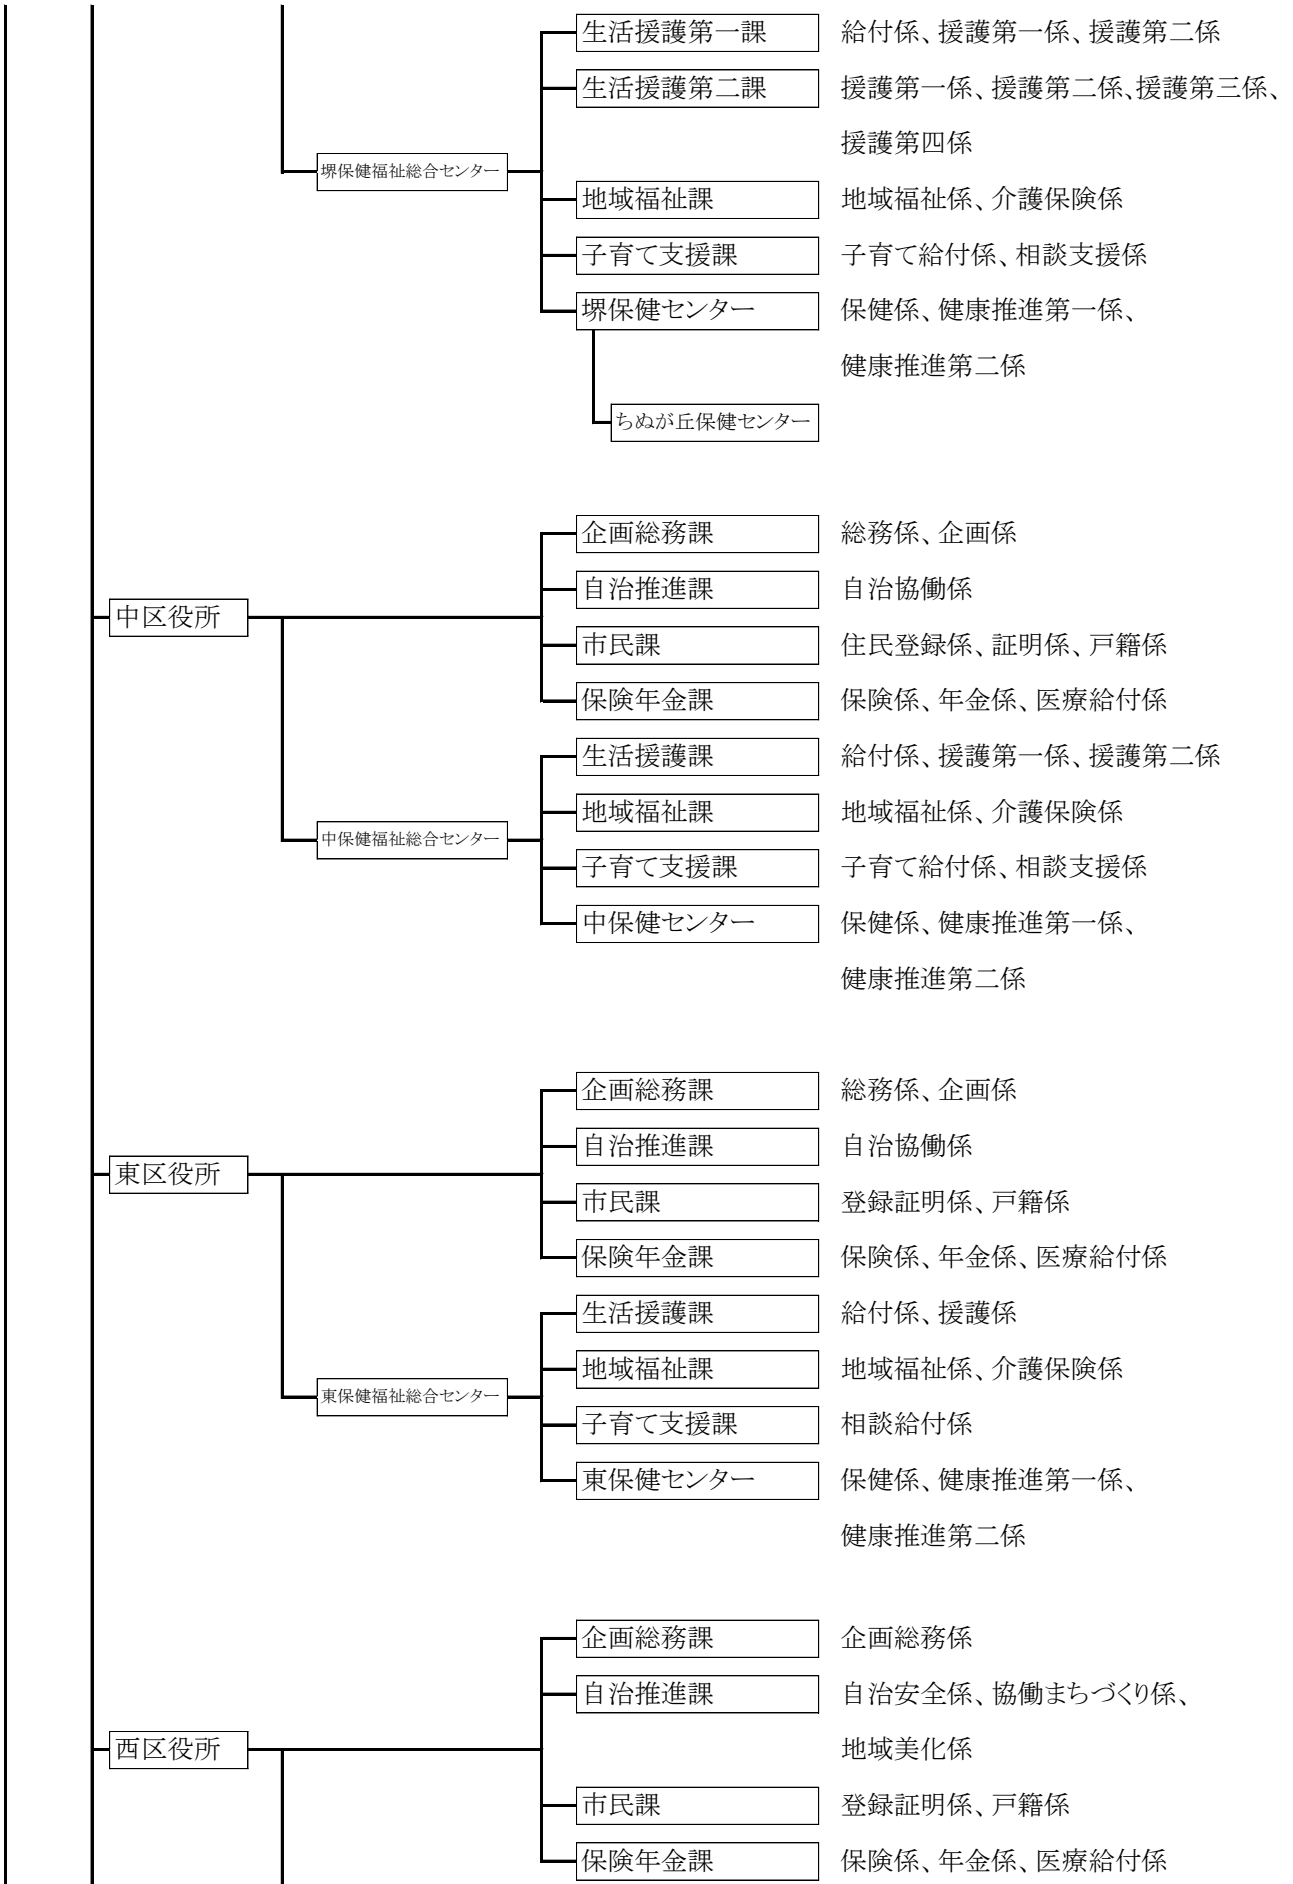 生活援護第一課 給付係、援護第一係、援護第二係
生活援護第二課 援護第一係、援護第二係、援護第三係、
援護第四係
堺保健福祉総合センター
地域福祉課 地域福祉係、介護保険係
子育て支援課 子育て給付係、相談支援係
堺保健センター 保健係、健康推進第一係、
健康推進第二係
ちぬが丘保健センター
企画総務課 総務係、企画係
自治推進課 自治協働係
中区役所
市民課 住民登録係、証明係、戸籍係
保険年金課 保険係、年金係、医療給付係
生活援護課 給付係、援護第一係、援護第二係
地域福祉課 地域福祉係、介護保険係
中保健福祉総合センター
子育て支援課 子育て給付係、相談支援係
中保健センター 保健係、健康推進第一係、
健康推進第二係
企画総務課 総務係、企画係
自治推進課 自治協働係
東区役所
市民課 登録証明係、戸籍係
保険年金課 保険係、年金係、医療給付係
生活援護課 給付係、援護係
地域福祉課 地域福祉係、介護保険係
東保健福祉総合センター
子育て支援課 相談給付係
東保健センター 保健係、健康推進第一係、
健康推進第二係
企画総務課 企画総務係
自治推進課 自治安全係、協働まちづくり係、
西区役所 地域美化係
市民課 登録証明係、戸籍係
保険年金課 保険係、年金係、医療給付係